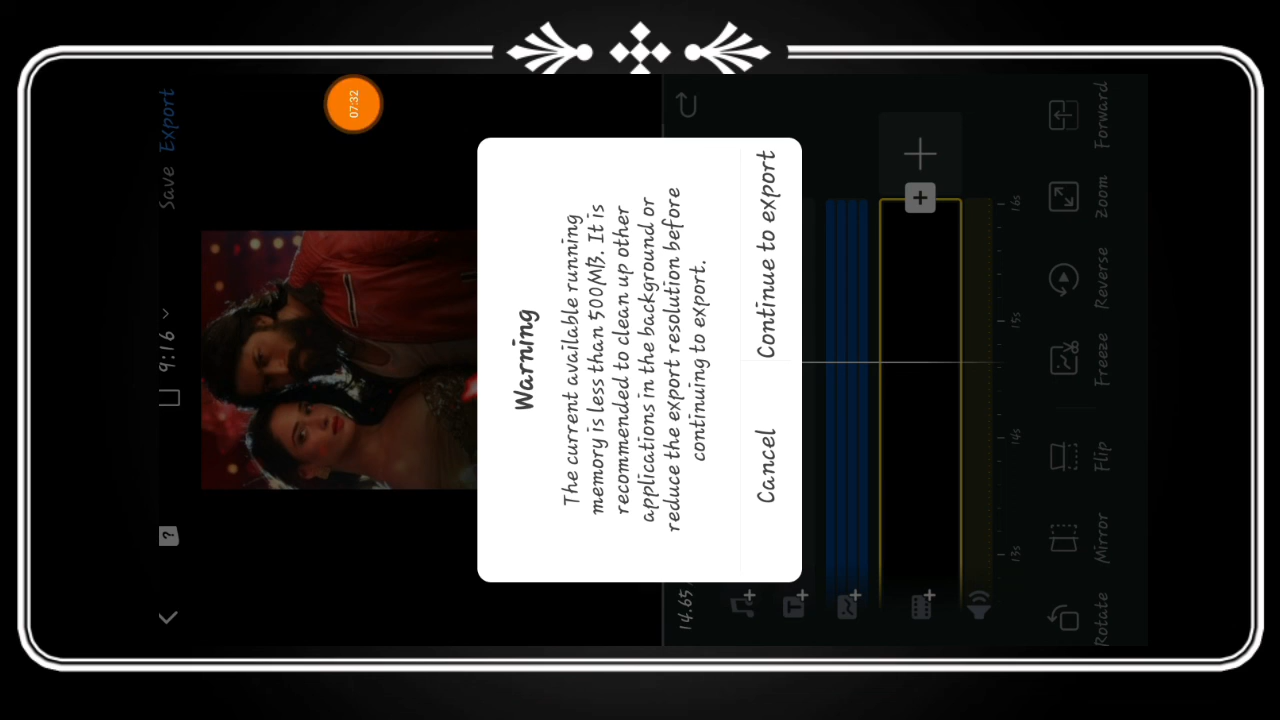 Save Export
9:16
?
07:32
Warning
The current available running
memory is less than 500MB. It is
recommended to clean up other
applications in the background or
reduce the export resolution before
continuing to export.
Cancel Continue to export
14.65
T
13s 14s 15s 16s
Rotate Mirror Flip Freeze Reverse Zoom Forward